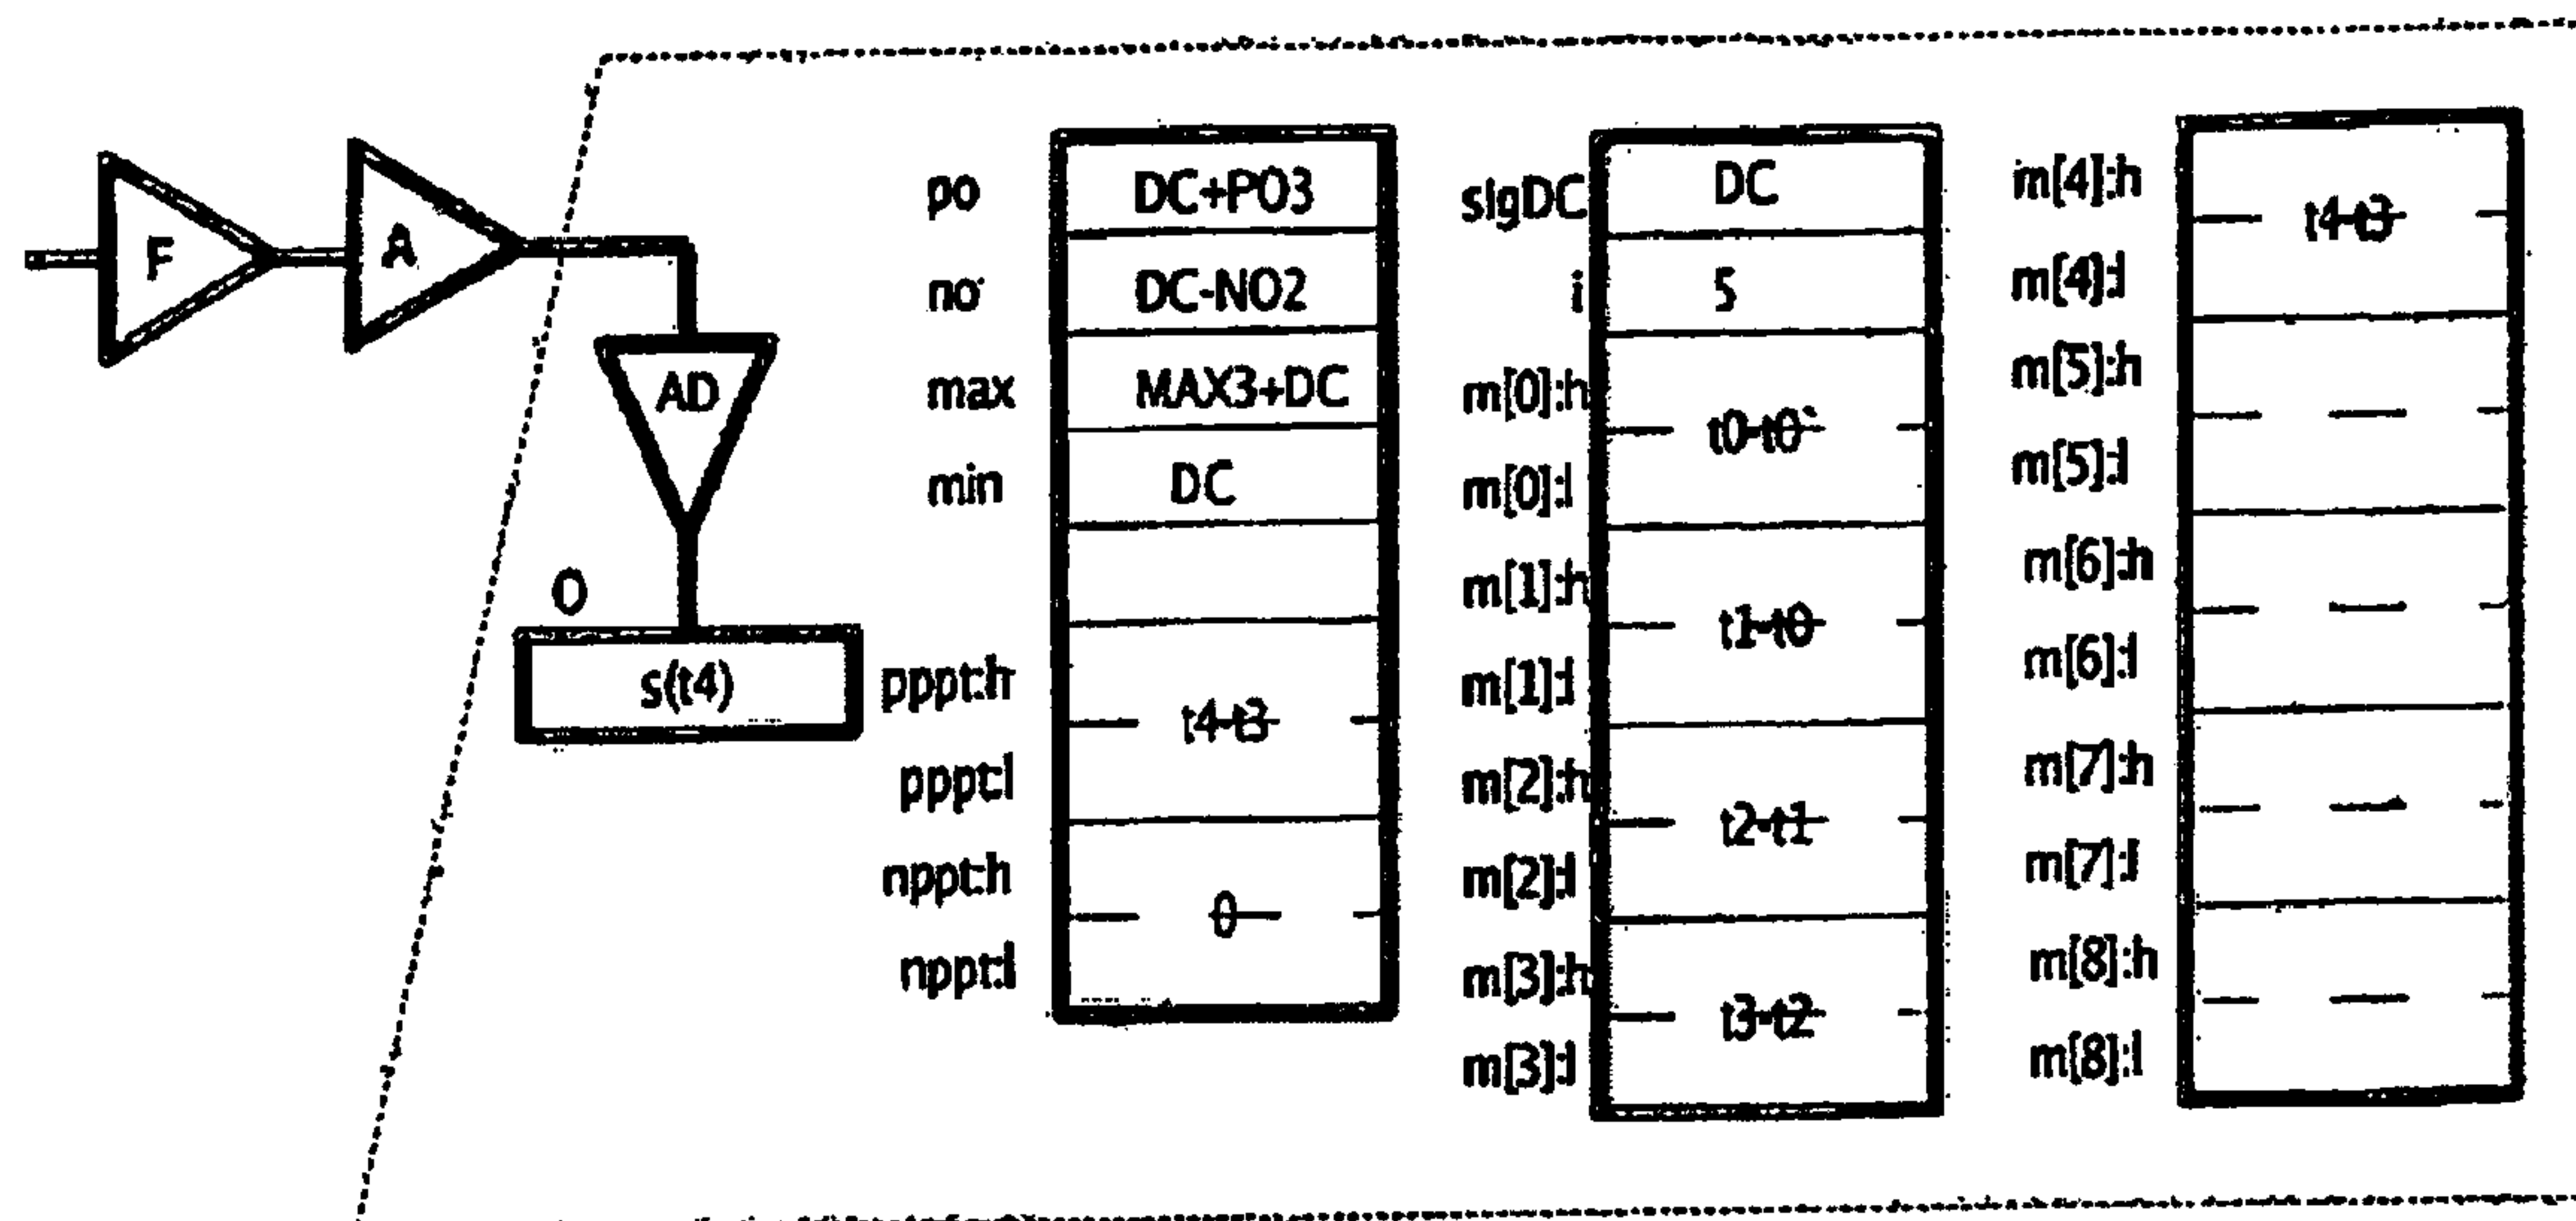 F
A
AD
O
s(t4)
po DC+PO3
no DC-NO2
max MAX3+DC
min DC
pppt:h
t4-t3
pppt:l
nppt:h
0
nppt:l
sigDC DC
i 5
m[0]:h
t0-t0`
m[0]:l
m[1]:h
t1-t0
m[1]:l
m[2]:h
t2-t1
m[2]:l
m[3]:h
t3-t2
m[3]:l
m[4]:h
t4-t3
m[4]:l
m[5]:h
m[5]:l
m[6]:h
m[6]:l
m[7]:h
m[7]:l
m[8]:h
m[8]:l